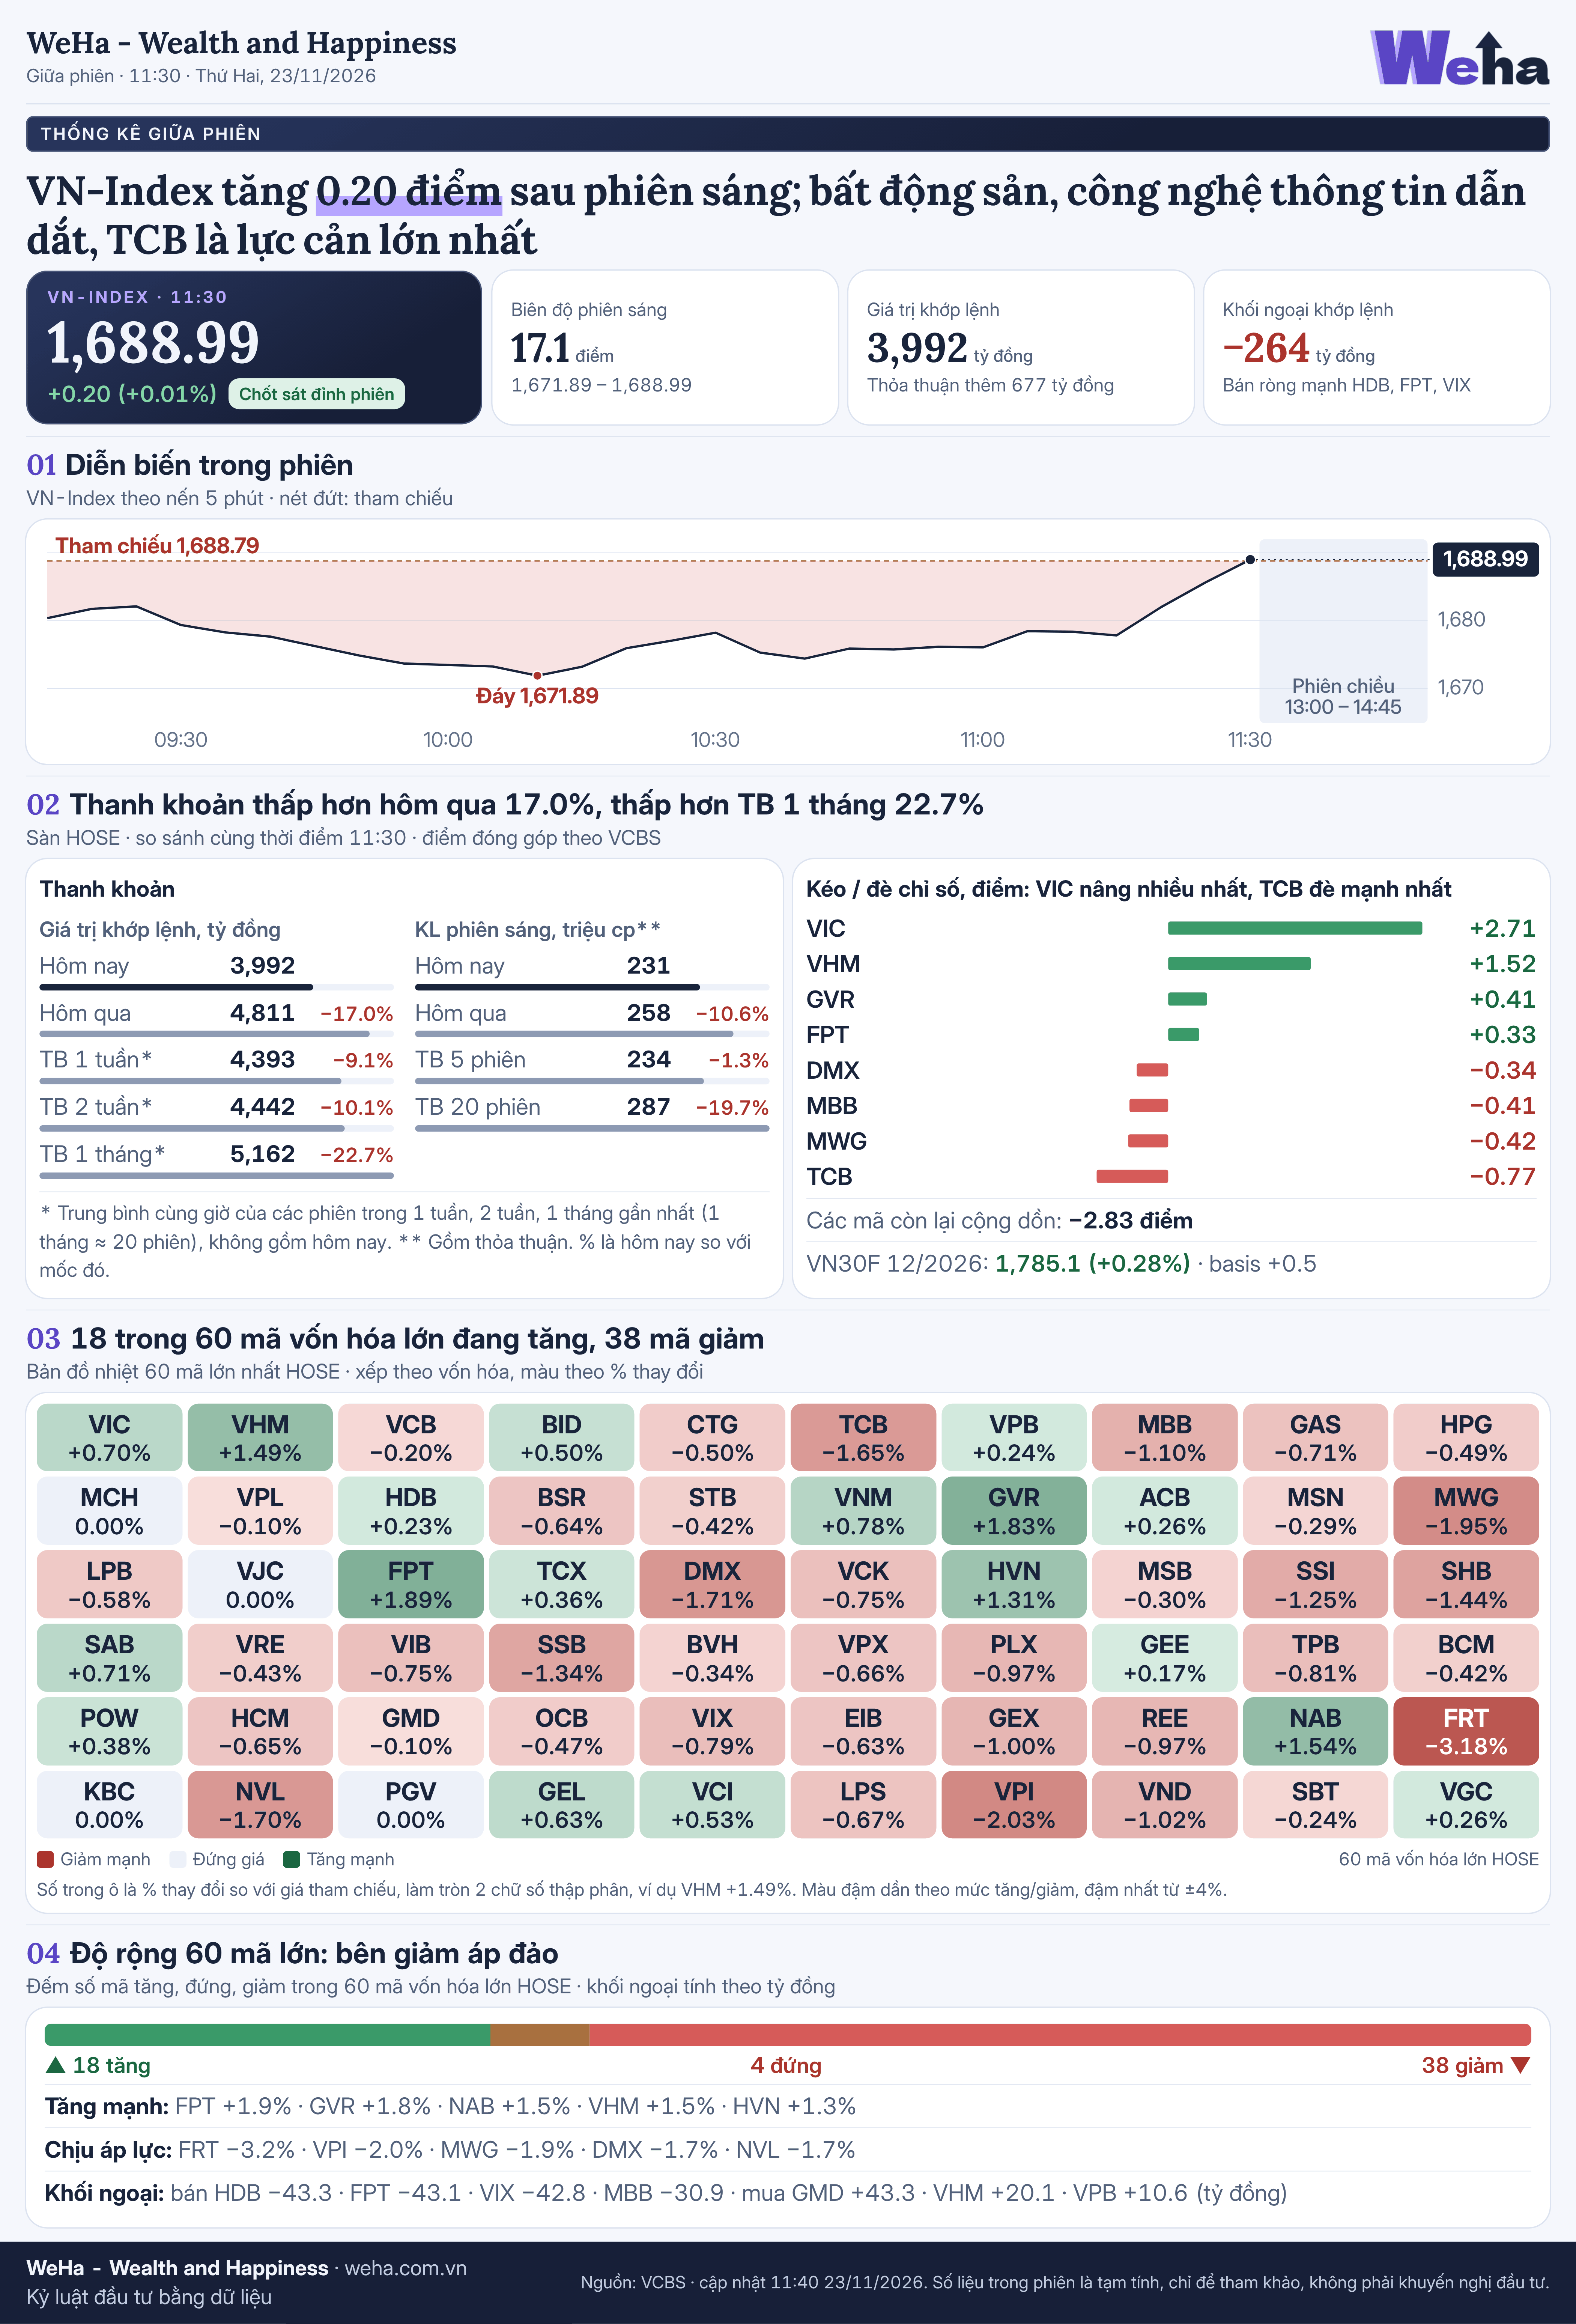 WeHa - Wealth and Happiness
Giữa phiên · 11:30 · Thứ Hai, 23/11/2026
Weha
THỐNG KÊ GIỮA PHIÊN
VN-Index tăng 0.20 điểm sau phiên sáng; bất động sản, công nghệ thông tin dẫn
dắt, TCB là lực cản lớn nhất
VN-INDEX · 11:30
1,688.99
+0.20 (+0.01%) Chốt sát đỉnh phiên
Biên độ phiên sáng
17.1 điểm
1,671.89 – 1,688.99
Giá trị khớp lệnh
3,992 tỷ đồng
Thỏa thuận thêm 677 tỷ đồng
Khối ngoại khớp lệnh
−264 tỷ đồng
Bán ròng mạnh HDB, FPT, VIX
01 Diễn biến trong phiên
VN-Index theo nến 5 phút · nét đứt: tham chiếu
Tham chiếu 1,688.79
1,688.99
1,680
1,670
Đáy 1,671.89
Phiên chiều
13:00 – 14:45
09:30 10:00 10:30 11:00 11:30
02 Thanh khoản thấp hơn hôm qua 17.0%, thấp hơn TB 1 tháng 22.7%
Sàn HOSE · so sánh cùng thời điểm 11:30 · điểm đóng góp theo VCBS
Thanh khoản
Giá trị khớp lệnh, tỷ đồng
Hôm nay 3,992
Hôm qua 4,811 −17.0%
TB 1 tuần* 4,393 −9.1%
TB 2 tuần* 4,442 −10.1%
TB 1 tháng* 5,162 −22.7%
KL phiên sáng, triệu cp**
Hôm nay 231
Hôm qua 258 −10.6%
TB 5 phiên 234 −1.3%
TB 20 phiên 287 −19.7%
* Trung bình cùng giờ của các phiên trong 1 tuần, 2 tuần, 1 tháng gần nhất (1
tháng ≈ 20 phiên), không gồm hôm nay. ** Gồm thỏa thuận. % là hôm nay so với
mốc đó.
Kéo / đè chỉ số, điểm: VIC nâng nhiều nhất, TCB đè mạnh nhất
VIC +2.71
VHM +1.52
GVR +0.41
FPT +0.33
DMX −0.34
MBB −0.41
MWG −0.42
TCB −0.77
Các mã còn lại cộng dồn: −2.83 điểm
VN30F 12/2026: 1,785.1 (+0.28%) · basis +0.5
03 18 trong 60 mã vốn hóa lớn đang tăng, 38 mã giảm
Bản đồ nhiệt 60 mã lớn nhất HOSE · xếp theo vốn hóa, màu theo % thay đổi
VIC VHM VCB BID CTG TCB VPB MBB GAS HPG
+0.70% +1.49% −0.20% +0.50% −0.50% −1.65% +0.24% −1.10% −0.71% −0.49%
MCH VPL HDB BSR STB VNM GVR ACB MSN MWG
0.00% −0.10% +0.23% −0.64% −0.42% +0.78% +1.83% +0.26% −0.29% −1.95%
LPB VJC FPT TCX DMX VCK HVN MSB SSI SHB
−0.58% 0.00% +1.89% +0.36% −1.71% −0.75% +1.31% −0.30% −1.25% −1.44%
SAB VRE VIB SSB BVH VPX PLX GEE TPB BCM
+0.71% −0.43% −0.75% −1.34% −0.34% −0.66% −0.97% +0.17% −0.81% −0.42%
POW HCM GMD OCB VIX EIB GEX REE NAB FRT
+0.38% −0.65% −0.10% −0.47% −0.79% −0.63% −1.00% −0.97% +1.54% −3.18%
KBC NVL PGV GEL VCI LPS VPI VND SBT VGC
0.00% −1.70% 0.00% +0.63% +0.53% −0.67% −2.03% −1.02% −0.24% +0.26%
Giảm mạnh Đứng giá Tăng mạnh 60 mã vốn hóa lớn HOSE
Số trong ô là % thay đổi so với giá tham chiếu, làm tròn 2 chữ số thập phân, ví dụ VHM +1.49%. Màu đậm dần theo mức tăng/giảm, đậm nhất từ ±4%.
04 Độ rộng 60 mã lớn: bên giảm áp đảo
Đếm số mã tăng, đứng, giảm trong 60 mã vốn hóa lớn HOSE · khối ngoại tính theo tỷ đồng
▲ 18 tăng 4 đứng 38 giảm ▼
Tăng mạnh: FPT +1.9% · GVR +1.8% · NAB +1.5% · VHM +1.5% · HVN +1.3%
Chịu áp lực: FRT −3.2% · VPI −2.0% · MWG −1.9% · DMX −1.7% · NVL −1.7%
Khối ngoại: bán HDB −43.3 · FPT −43.1 · VIX −42.8 · MBB −30.9 · mua GMD +43.3 · VHM +20.1 · VPB +10.6 (tỷ đồng)
WeHa - Wealth and Happiness · weha.com.vn
Kỷ luật đầu tư bằng dữ liệu
Nguồn: VCBS · cập nhật 11:40 23/11/2026. Số liệu trong phiên là tạm tính, chỉ để tham khảo, không phải khuyến nghị đầu tư.